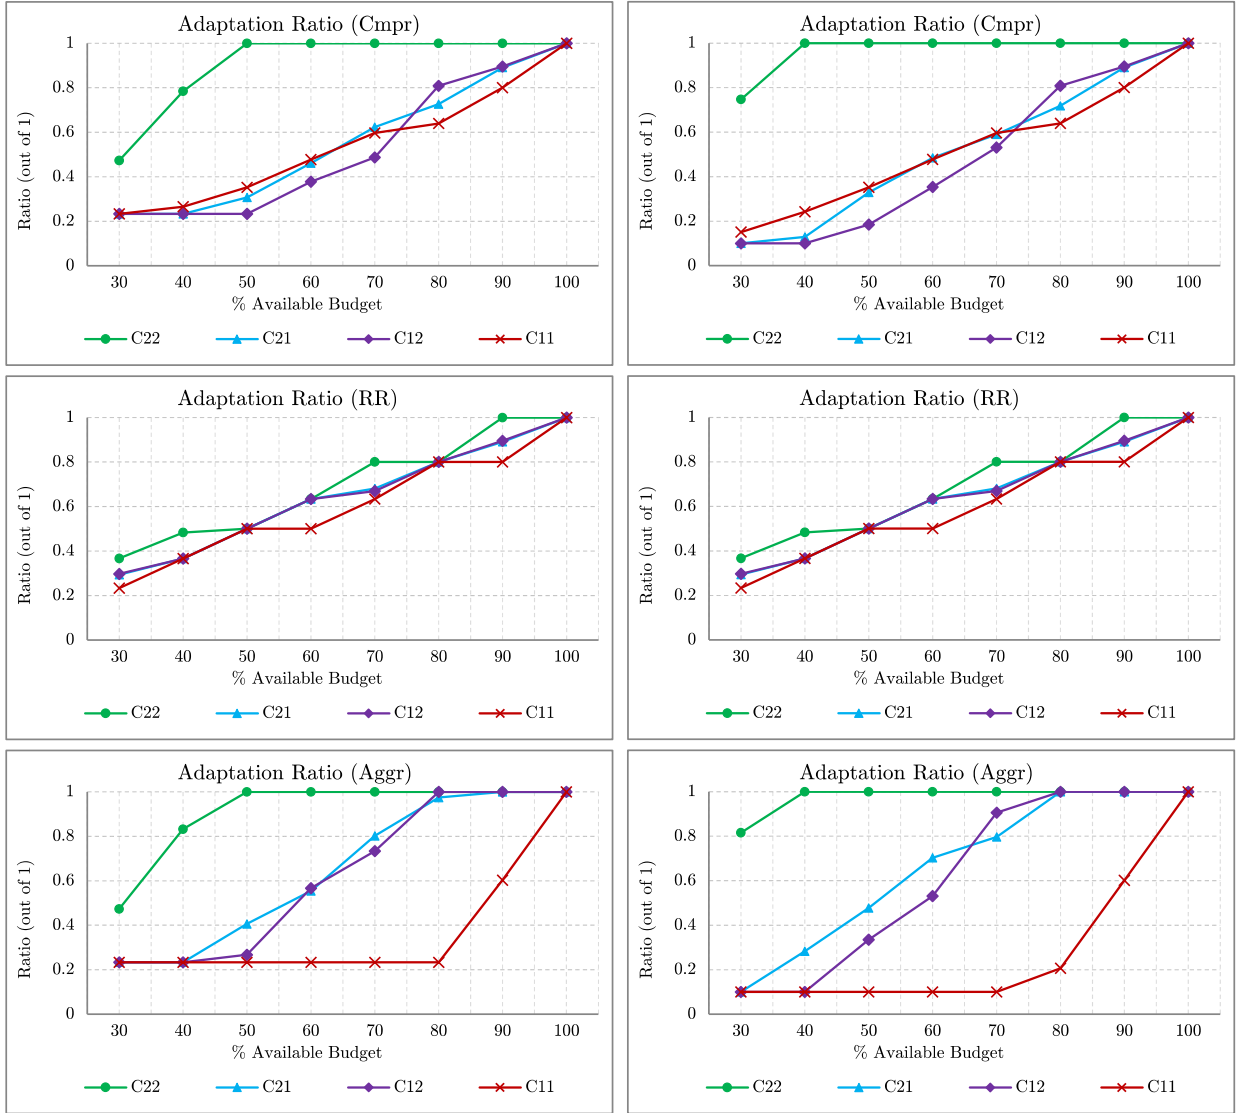 Adaptation Ratio (Cmpr)
Ratio (out of 1)
1
0.8
0.6
0.4
0.2
0
30 40 50 60 70 80 90 100
% Available Budget
C22 C21 C12 C11
Adaptation Ratio (Cmpr)
Ratio (out of 1)
1
0.8
0.6
0.4
0.2
0
30 40 50 60 70 80 90 100
% Available Budget
C22 C21 C12 C11
Adaptation Ratio (RR)
Ratio (out of 1)
1
0.8
0.6
0.4
0.2
0
30 40 50 60 70 80 90 100
% Available Budget
C22 C21 C12 C11
Adaptation Ratio (RR)
Ratio (out of 1)
1
0.8
0.6
0.4
0.2
0
30 40 50 60 70 80 90 100
% Available Budget
C22 C21 C12 C11
Adaptation Ratio (Aggr)
Ratio (out of 1)
1
0.8
0.6
0.4
0.2
0
30 40 50 60 70 80 90 100
% Available Budget
C22 C21 C12 C11
Adaptation Ratio (Aggr)
Ratio (out of 1)
1
0.8
0.6
0.4
0.2
0
30 40 50 60 70 80 90 100
% Available Budget
C22 C21 C12 C11